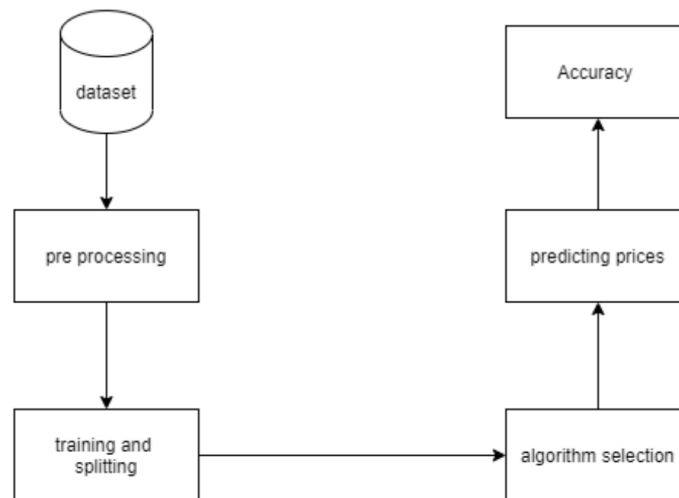 dataset
pre processing
training and
splitting
algorithm selection
predicting prices
Accuracy